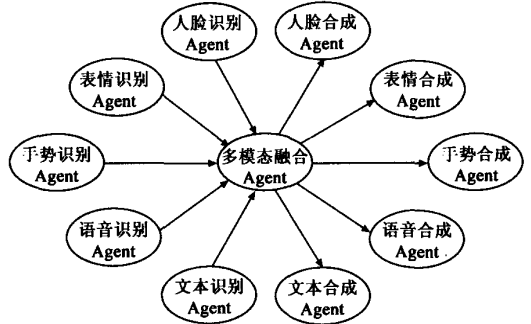 人脸识别
Agent
人脸合成
Agent
表情识别
Agent
表情合成
Agent
手势识别
Agent
多模态融合
Agent
手势合成
Agent
语音识别
Agent
语音合成
Agent
文本识别
Agent
文本合成
Agent